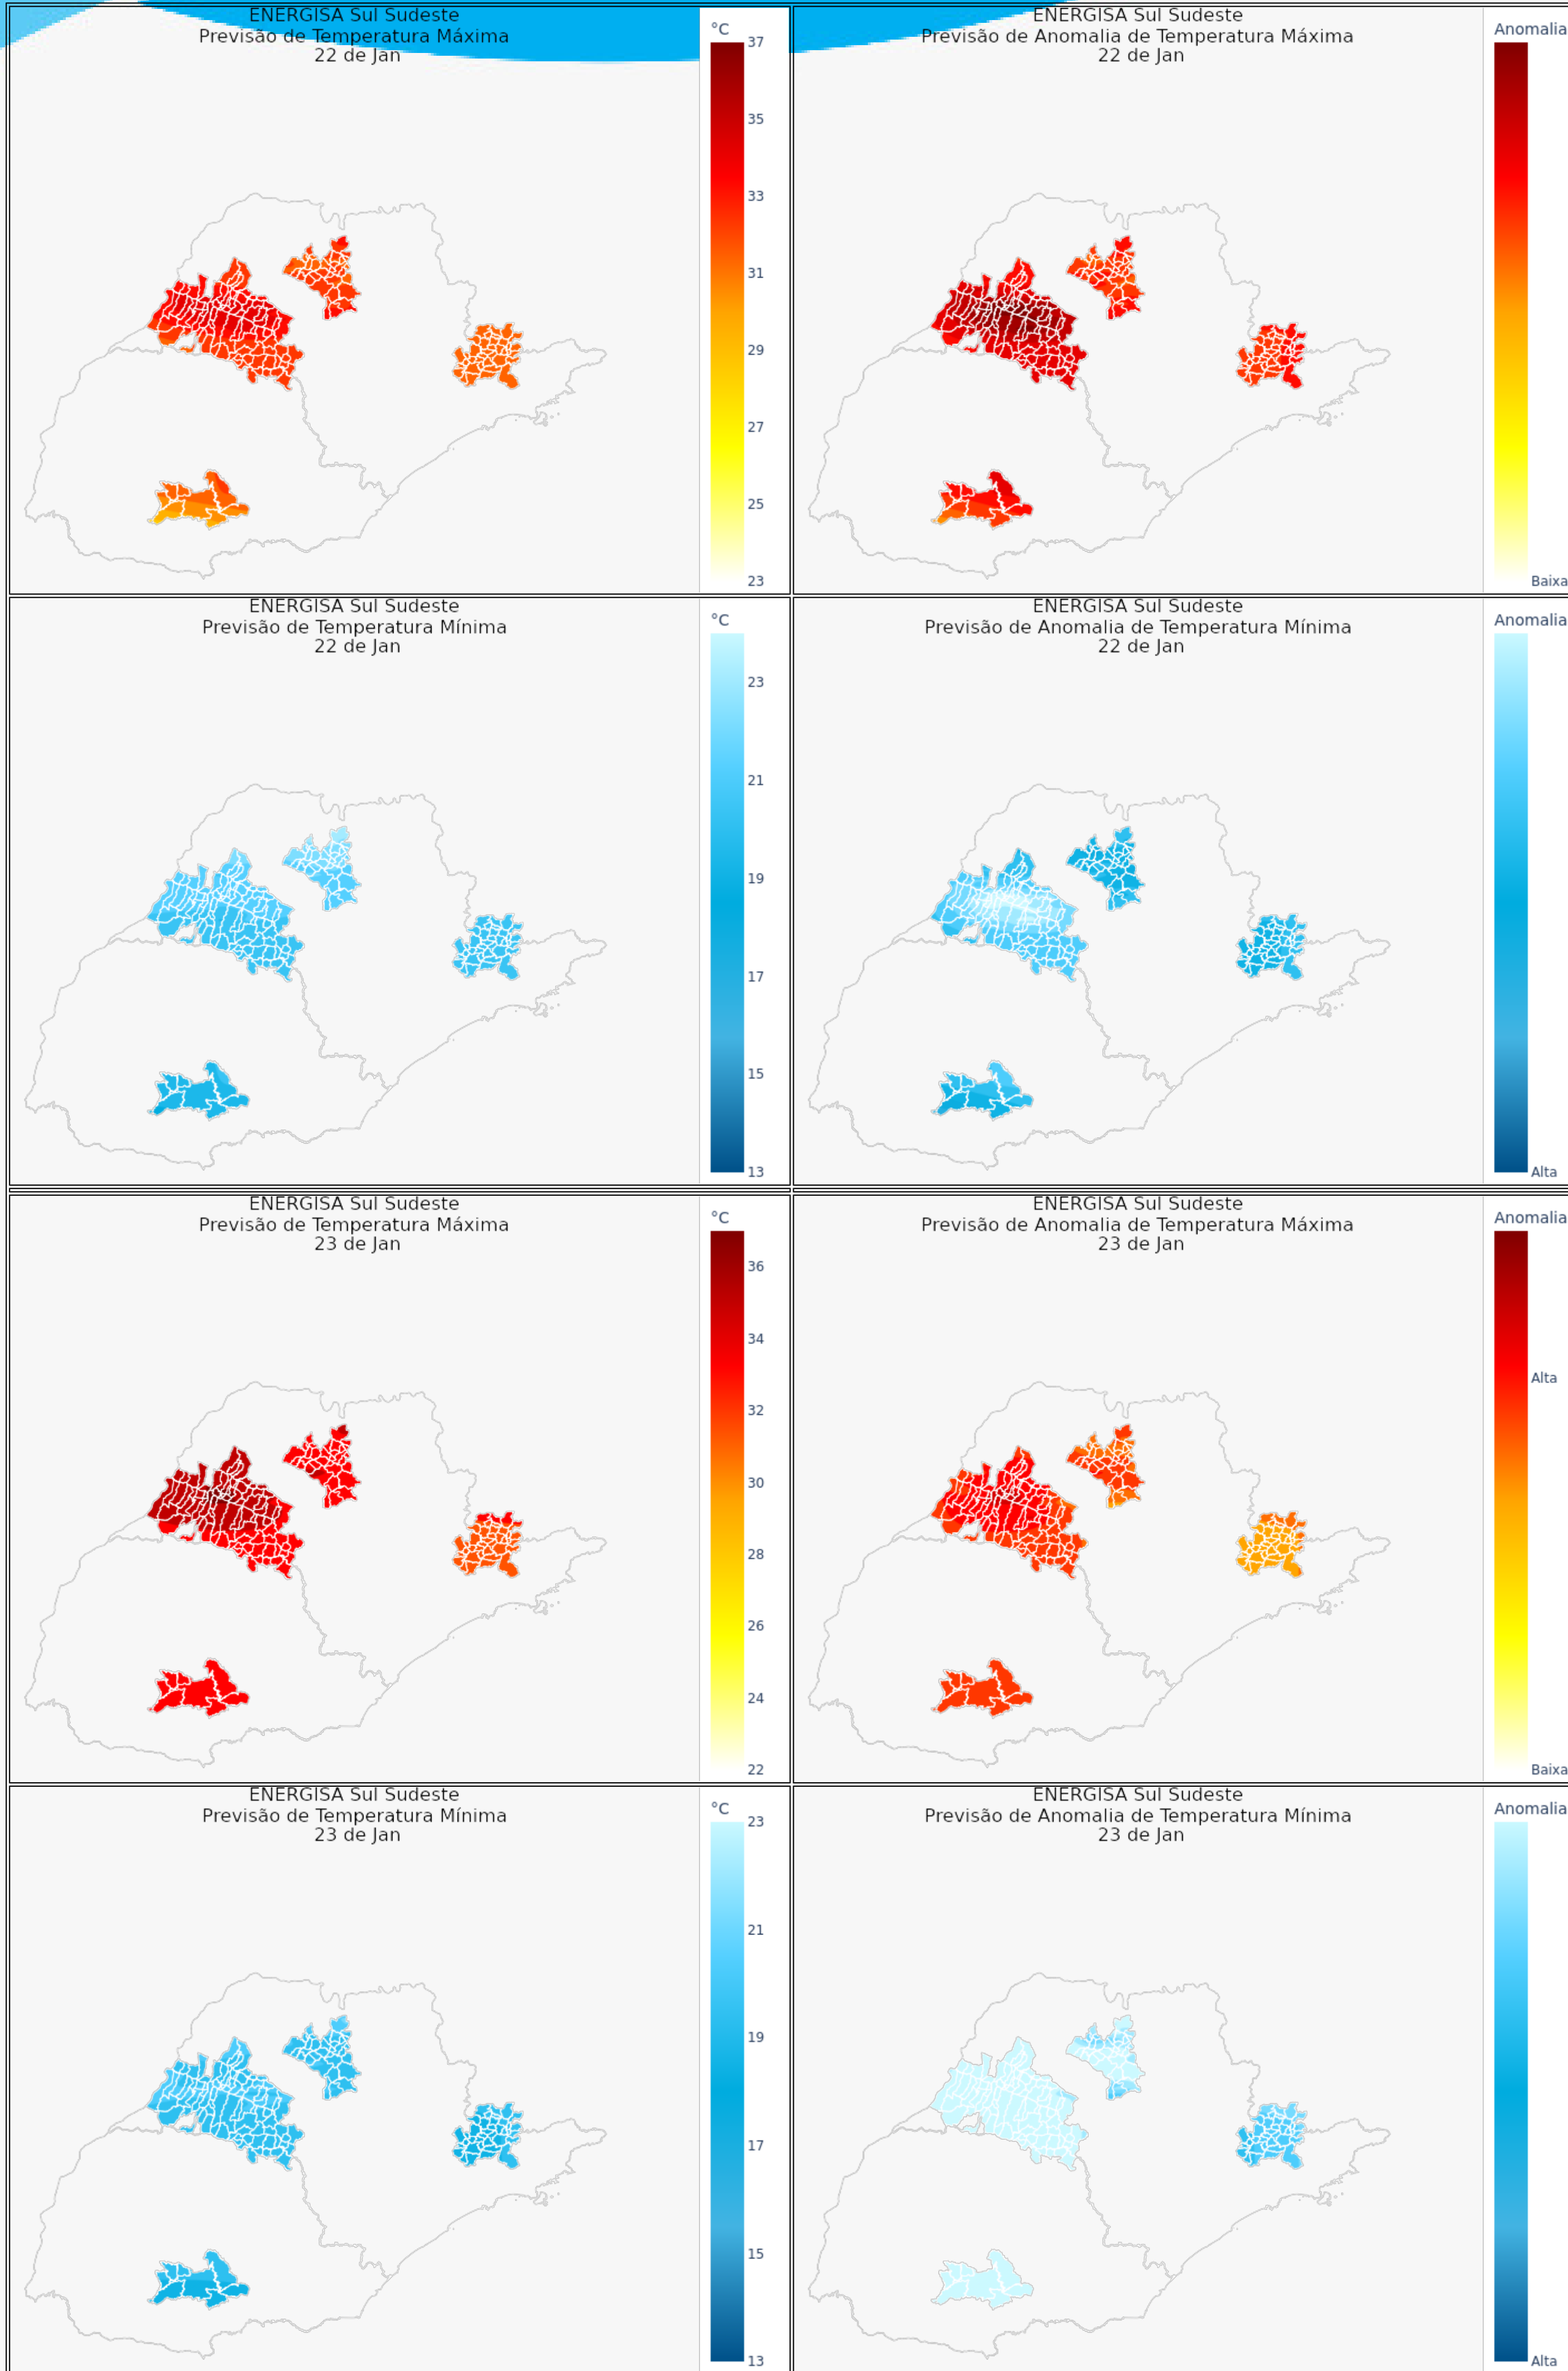 ENERGISA Sul Sudeste
Previsão de Temperatura Máxima
22 de Jan
°C
37
35
33
31
29
27
25
23
ENERGISA Sul Sudeste
Previsão de Anomalia de Temperatura Máxima
22 de Jan
Anomalia
Baixa
ENERGISA Sul Sudeste
Previsão de Temperatura Mínima
22 de Jan
°C
23
21
19
17
15
13
ENERGISA Sul Sudeste
Previsão de Anomalia de Temperatura Mínima
22 de Jan
Anomalia
Alta
ENERGISA Sul Sudeste
Previsão de Temperatura Máxima
23 de Jan
°C
36
34
32
30
28
26
24
22
ENERGISA Sul Sudeste
Previsão de Anomalia de Temperatura Máxima
23 de Jan
Anomalia
Alta
Baixa
ENERGISA Sul Sudeste
Previsão de Temperatura Mínima
23 de Jan
°C
23
21
19
17
15
13
ENERGISA Sul Sudeste
Previsão de Anomalia de Temperatura Mínima
23 de Jan
Anomalia
Alta